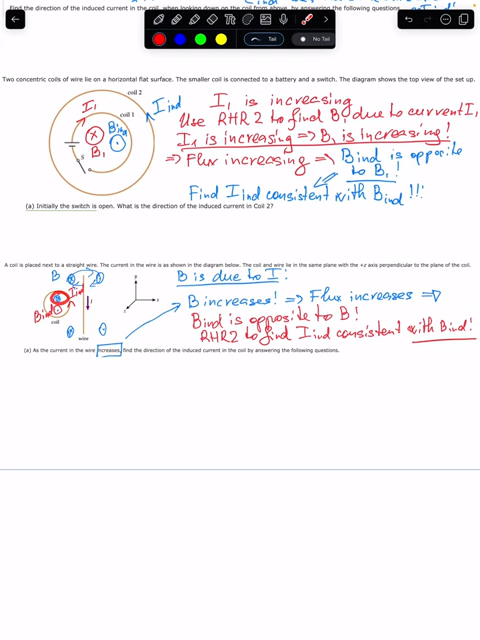 Find the direction of the induced current in the coil, when looking down on the coil from above, by answering the following questions.
Tail
No Tail
Two concentric coils of wire lie on a horizontal flat surface. The smaller coil is connected to a battery and a switch. The diagram shows the top view of the set up.
coil 2
coil 1
I1
I ind
Bind
B1
S
I1 is increasing
Use RHR 2 to find B1 due to current I1
I1 is increasing ⇒ B1 is increasing!
⇒ Flux increasing ⇒ Bind is opposite
to B1!
Find I ind consistent with Bind!!!
(a) Initially the switch is open. What is the direction of the induced current in Coil 2?
A coil is placed next to a straight wire. The current in the wire is as shown in the diagram below. The coil and wire lie in the same plane with the +z axis perpendicular to the plane of the coil.
B
B
Iind
Bind
I
coil
wire
y
x
z
B is due to I!
B increases! ⇒ Flux increases ⇒
Bind is opposite to B!
RHR2 to find I ind consistent with Bind!
(a) As the current in the wire increases, find the direction of the induced current in the coil by answering the following questions.